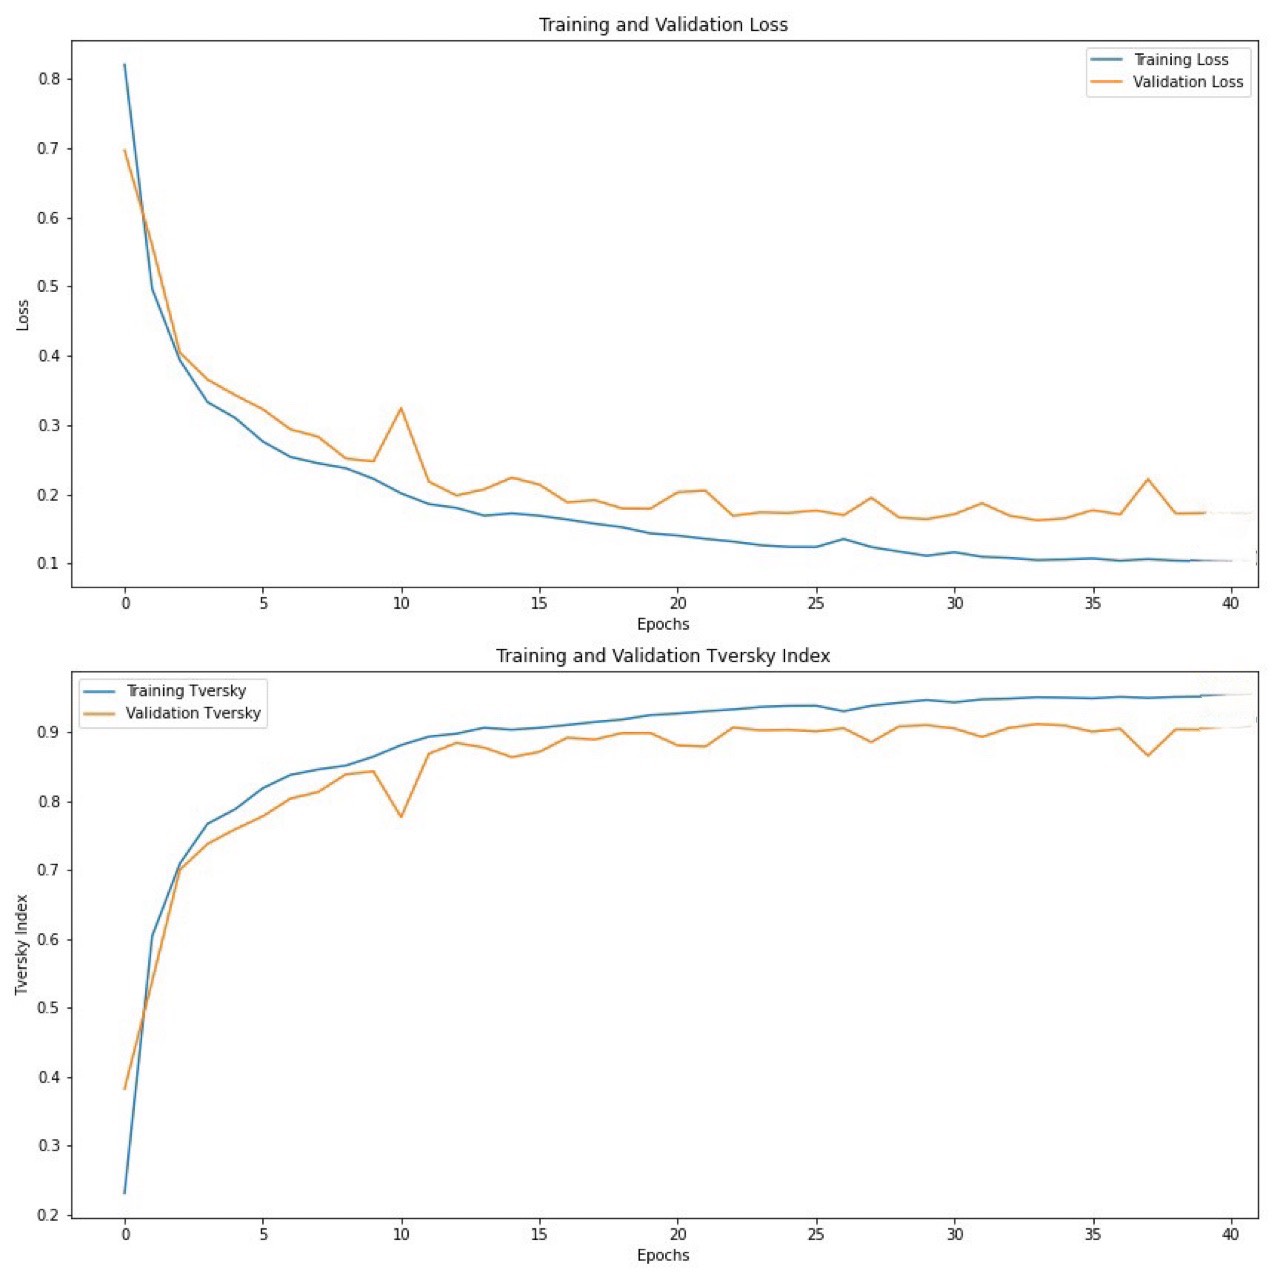 Training and Validation Loss
Training Loss
Validation Loss
0.8
0.7
0.6
0.5
0.4
0.3
0.2
0.1
Loss
0 5 10 15 20 25 30 35 40
Epochs
Training and Validation Tversky Index
Training Tversky
Validation Tversky
0.9
0.8
0.7
0.6
0.5
0.4
0.3
0.2
Tversky Index
0 5 10 15 20 25 30 35 40
Epochs